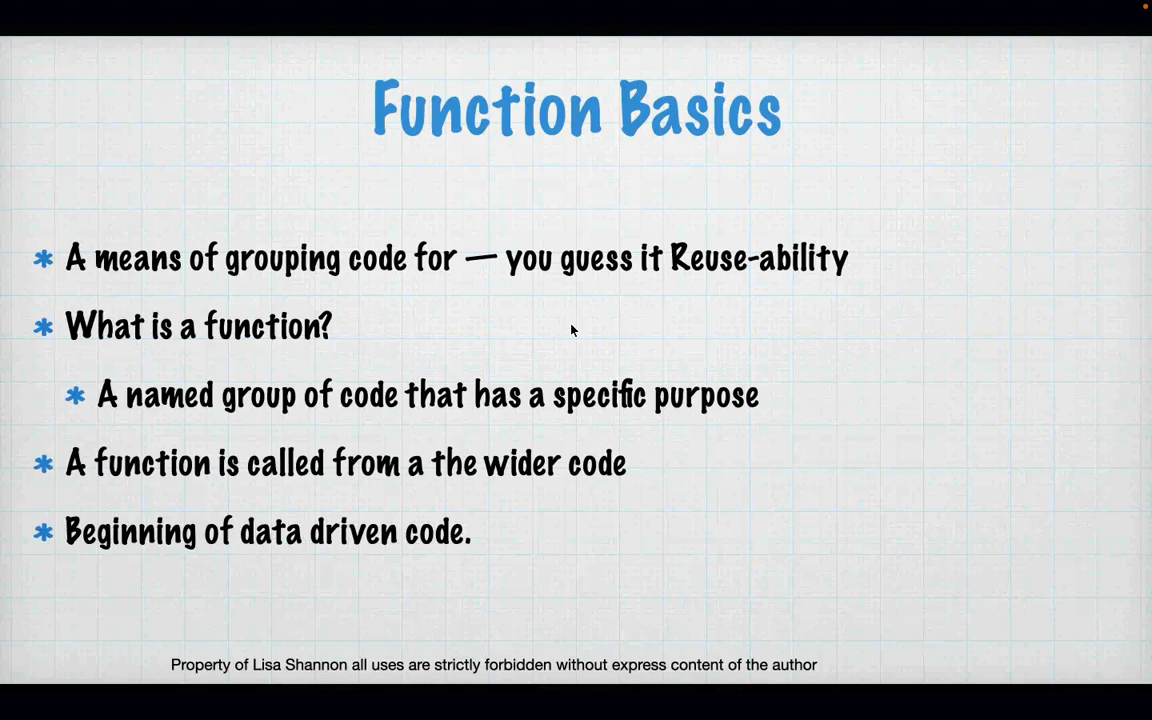 Function Basics
* A means of grouping code for — you guess it Reuse-ability
* What is a function?
* A named group of code that has a specific purpose
* A function is called from a the wider code
* Beginning of data driven code.
Property of Lisa Shannon all uses are strictly forbidden without express content of the author